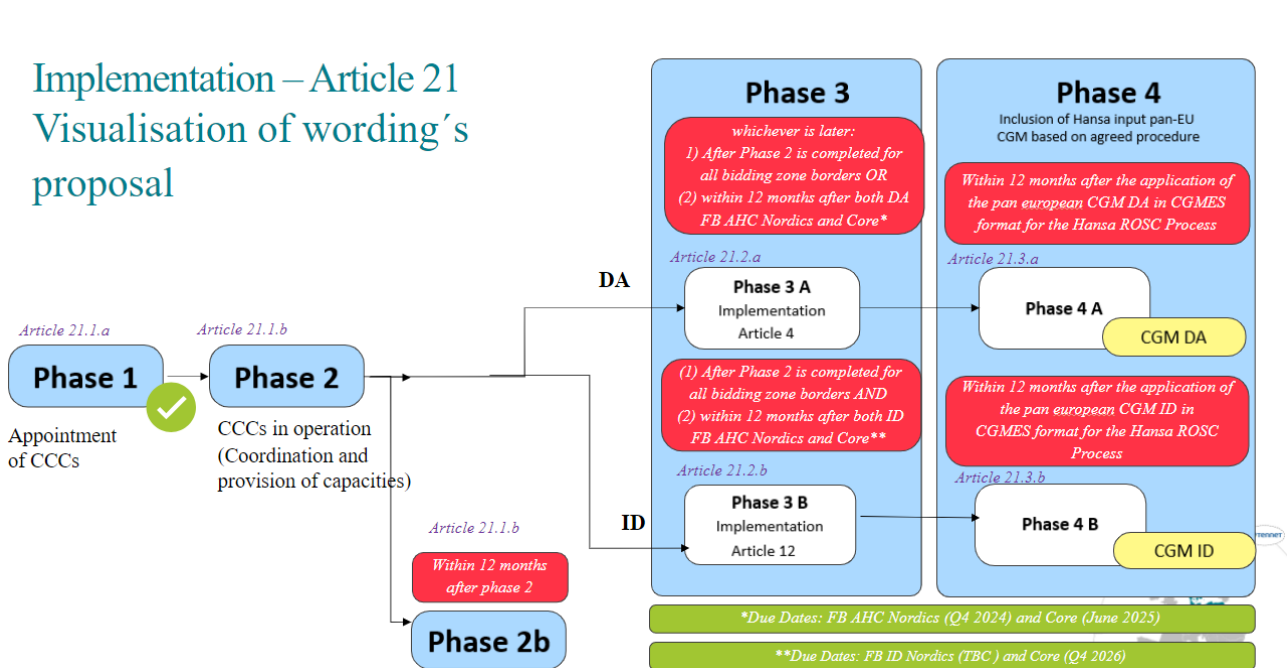 Implementation – Article 21
Visualisation of wording´s
proposal
Article 21.1.a
Phase 1
Appointment
of CCCs
Article 21.1.b
Phase 2
CCCs in operation
(Coordination and
provision of capacities)
Article 21.1.b
Within 12 months
after phase 2
Phase 2b
DA
ID
Phase 3
whichever is later:
1) After Phase 2 is completed for
all bidding zone borders OR
(2) within 12 months after both DA
FB AHC Nordics and Core*
Article 21.2.a
Phase 3 A
Implementation
Article 4
(1) After Phase 2 is completed for
all bidding zone borders AND
(2) within 12 months after both ID
FB AHC Nordics and Core**
Article 21.2.b
Phase 3 B
Implementation
Article 12
Phase 4
Inclusion of Hansa input pan-EU
CGM based on agreed procedure
Within 12 months after the application of
the pan european CGM DA in CGMES
format for the Hansa ROSC Process
Article 21.3.a
Phase 4 A
CGM DA
Within 12 months after the application of
the pan european CGM ID in
CGMES format for the Hansa ROSC
Process
Article 21.3.b
Phase 4 B
CGM ID
*Due Dates: FB AHC Nordics (Q4 2024) and Core (June 2025)
**Due Dates: FB ID Nordics (TBC ) and Core (Q4 2026)